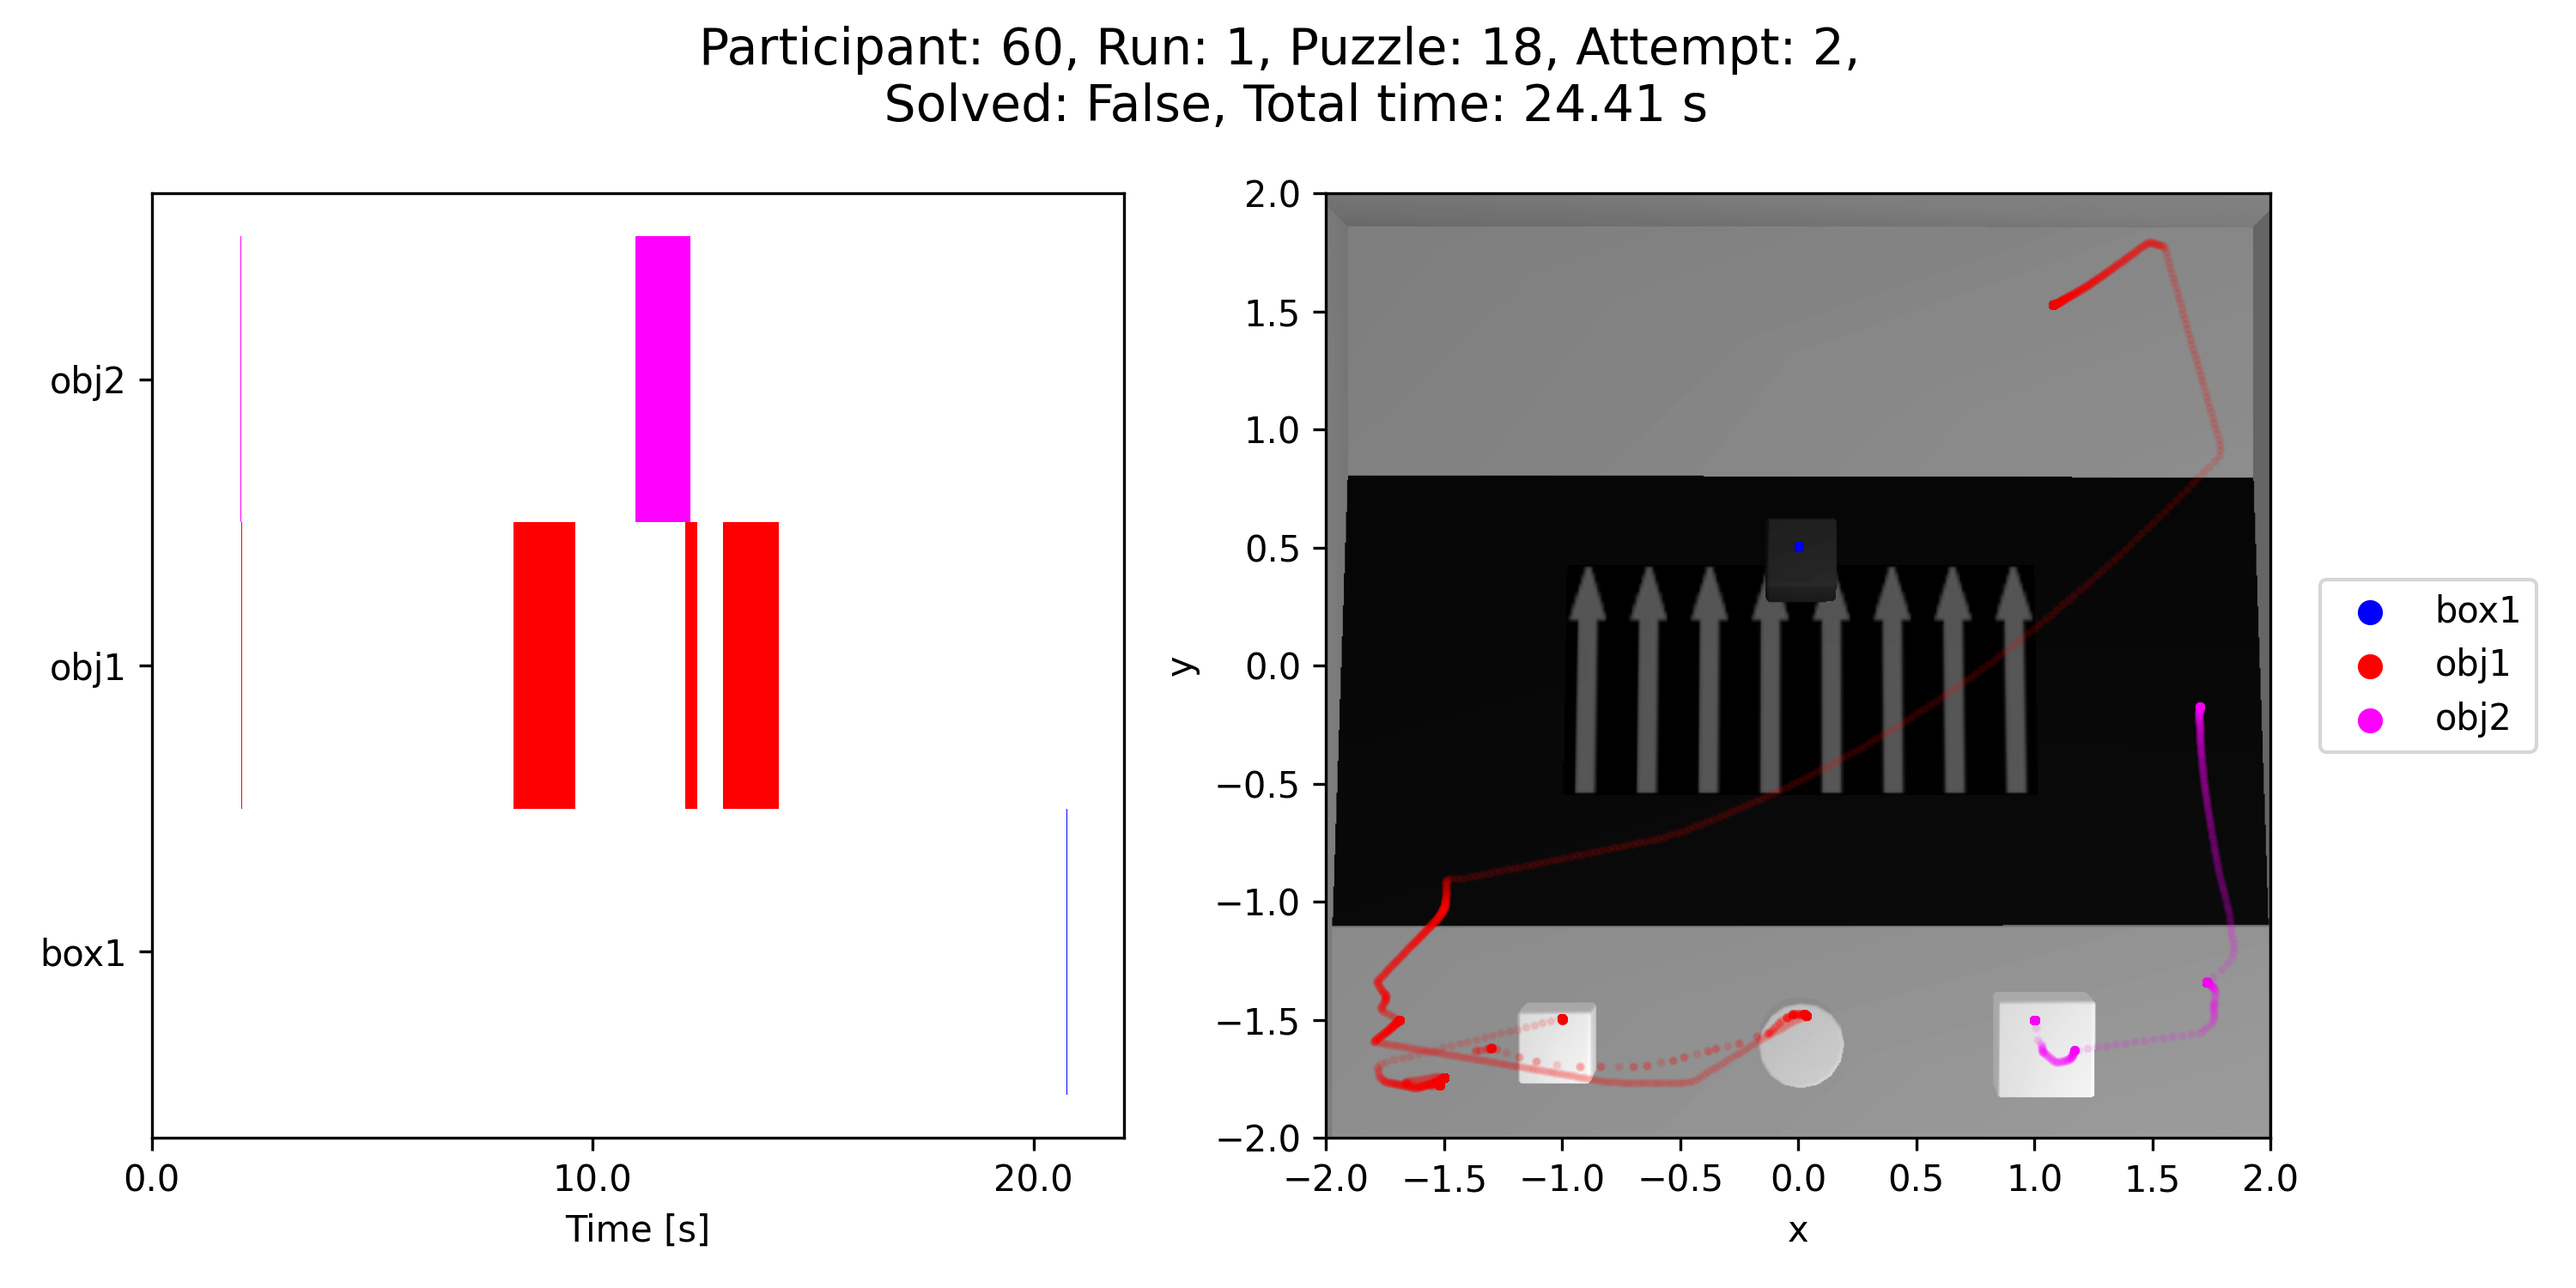 Participant: 60, Run: 1, Puzzle: 18, Attempt: 2,
Solved: False, Total time: 24.41 s
obj2
obj1
box1
0.0 10.0 20.0
Time [s]
2.0
1.5
1.0
0.5
0.0
−0.5
−1.0
−1.5
−2.0
y
−2.0 −1.5 −1.0 −0.5 0.0 0.5 1.0 1.5 2.0
x
box1
obj1
obj2